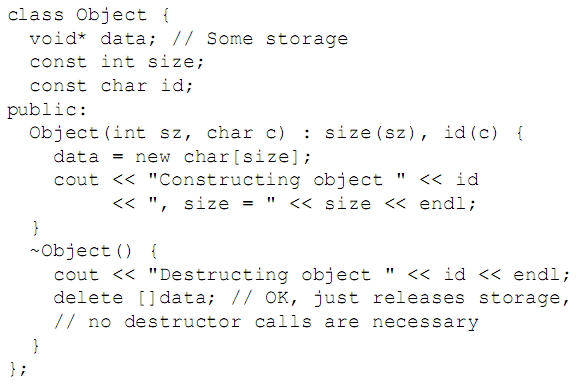 class Object {
  void* data; // Some storage
  const int size;
  const char id;
public:
  Object(int sz, char c) : size(sz), id(c) {
    data = new char[size];
    cout << "Constructing object " << id
         << ", size = " << size << endl;
  }
  ~Object() {
    cout << "Destructing object " << id << endl;
    delete []data; // OK, just releases storage,
    // no destructor calls are necessary
  }
};